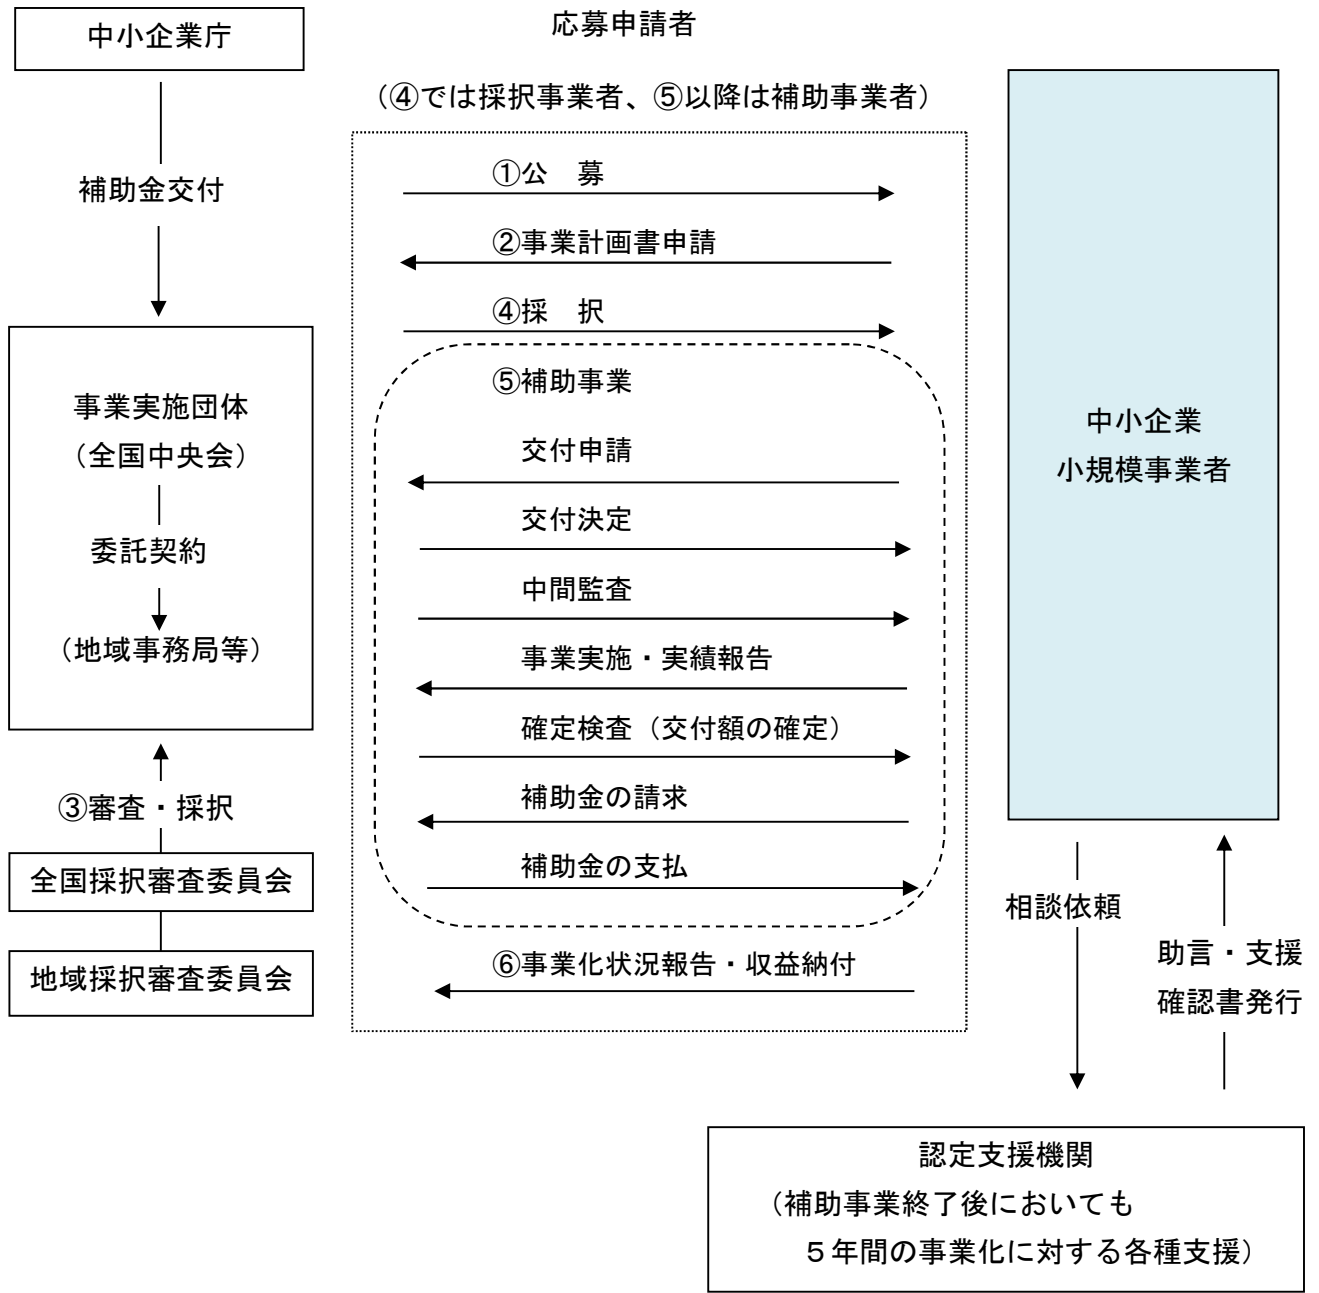 中小企業庁
応募申請者
（④では採択事業者、⑤以降は補助事業者）
補助金交付
事業実施団体
（全国中央会）
委託契約
（地域事務局等）
③審査・採択
全国採択審査委員会
地域採択審査委員会
①公　募
②事業計画書申請
④採　択
⑤補助事業
交付申請
交付決定
中間監査
事業実施・実績報告
確定検査（交付額の確定）
補助金の請求
補助金の支払
⑥事業化状況報告・収益納付
中小企業
小規模事業者
相談依頼
助言・支援
確認書発行
認定支援機関
（補助事業終了後においても
５年間の事業化に対する各種支援）